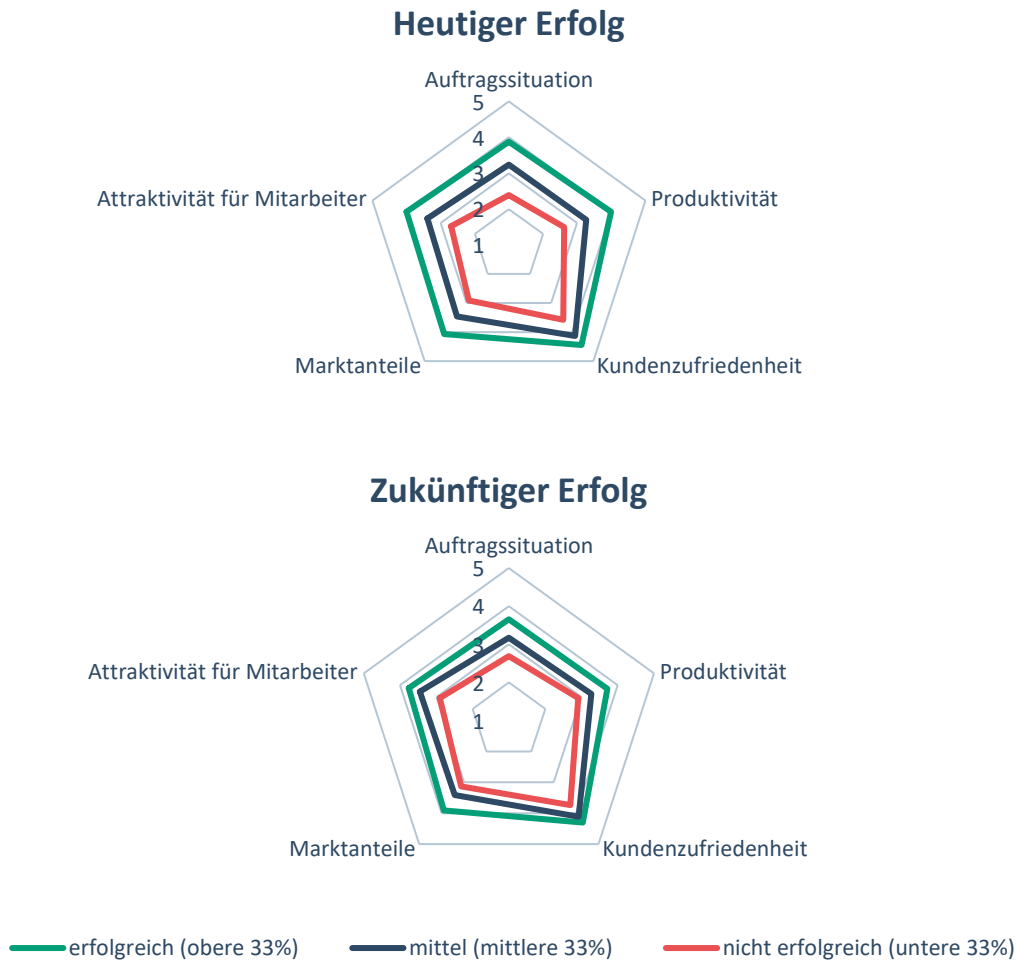 Heutiger Erfolg
Auftragssituation
5
4
3
2
1
Attraktivität für Mitarbeiter
Produktivität
Marktanteile
Kundenzufriedenheit
Zukünftiger Erfolg
Auftragssituation
5
4
3
2
1
Attraktivität für Mitarbeiter
Produktivität
Marktanteile
Kundenzufriedenheit
erfolgreich (obere 33%)
mittel (mittlere 33%)
nicht erfolgreich (untere 33%)